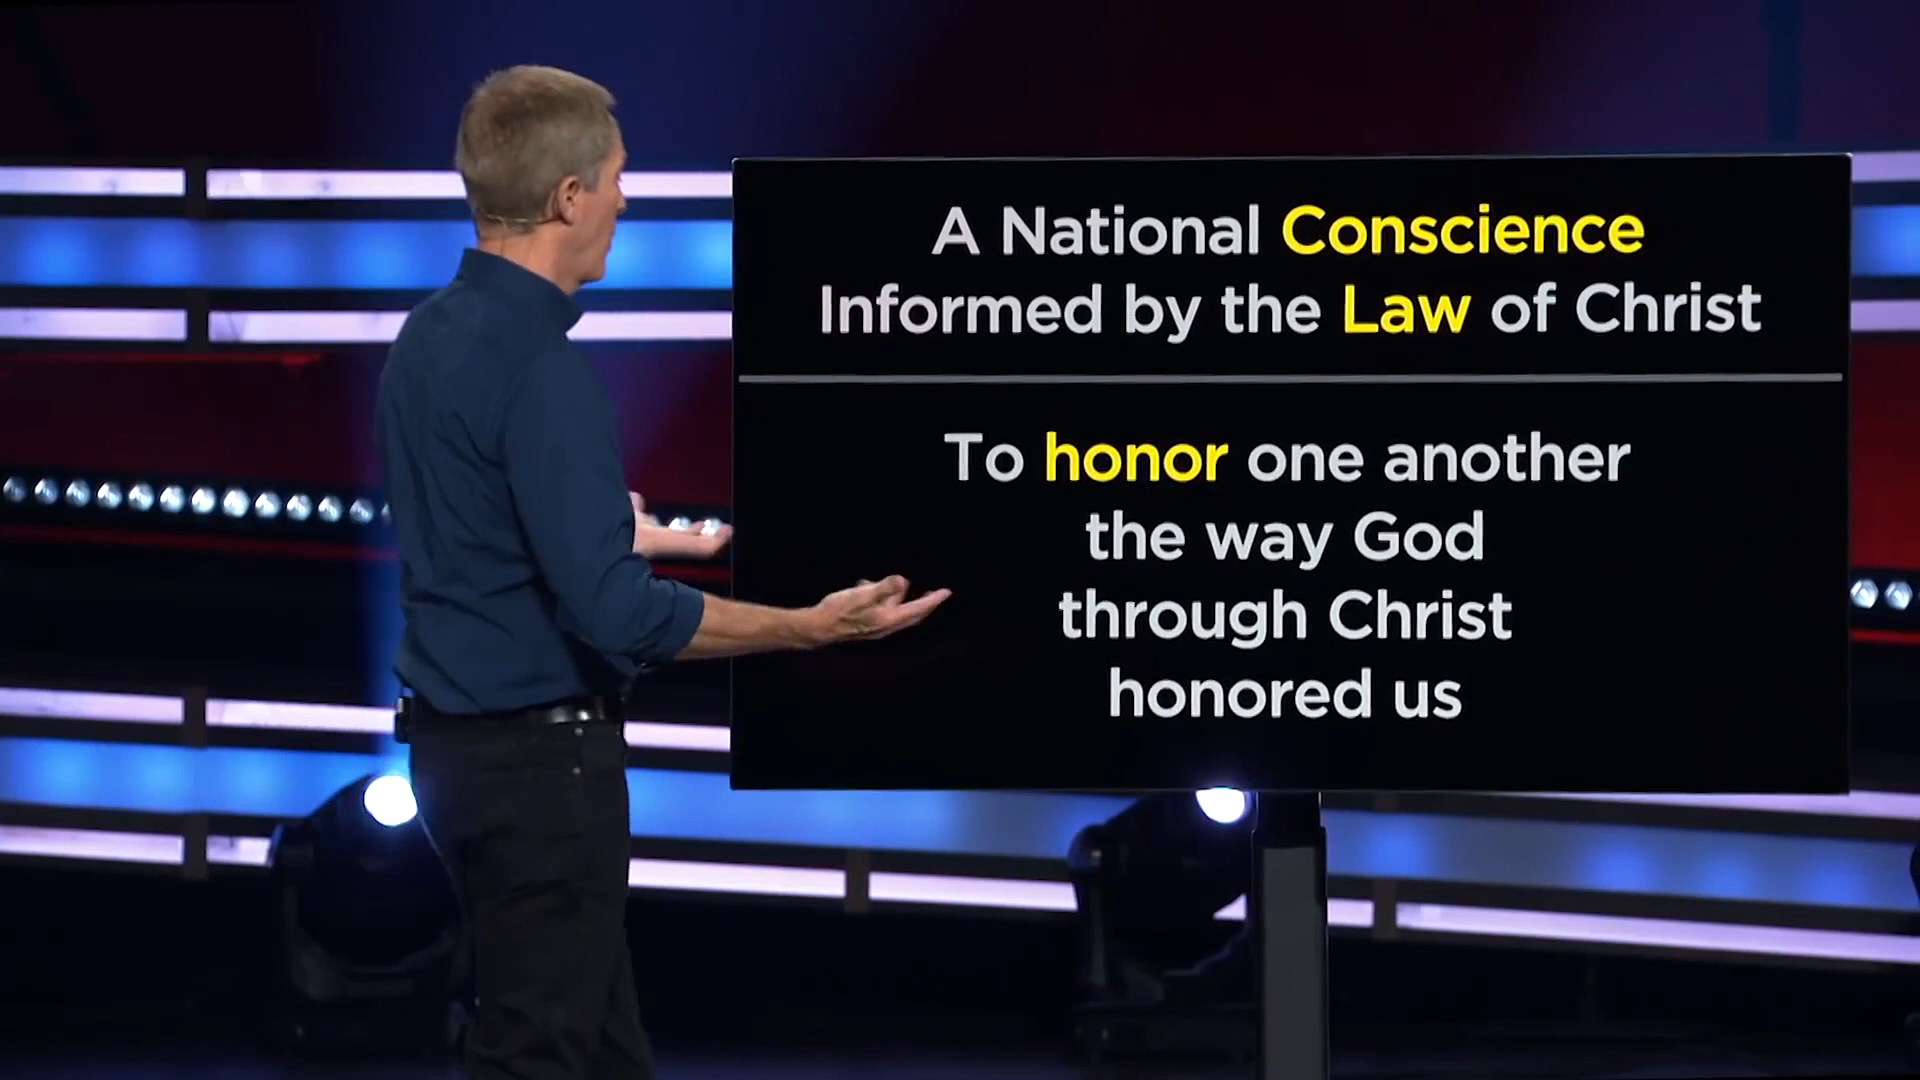 A National Conscience
Informed by the Law of Christ
To honor one another
the way God
through Christ
honored us